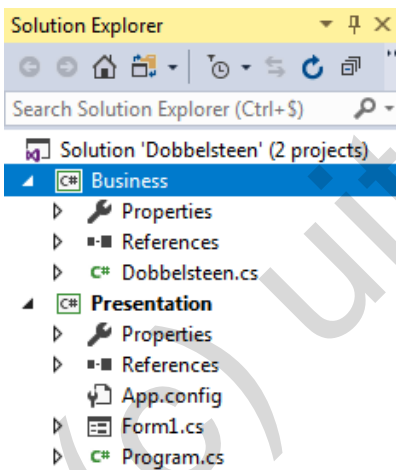 Solution Explorer
Search Solution Explorer (Ctrl+$)
Solution 'Dobbelsteen' (2 projects)
C# Business
Properties
References
C# Dobbelsteen.cs
C# Presentation
Properties
References
App.config
Form1.cs
C# Program.cs
(c) uit